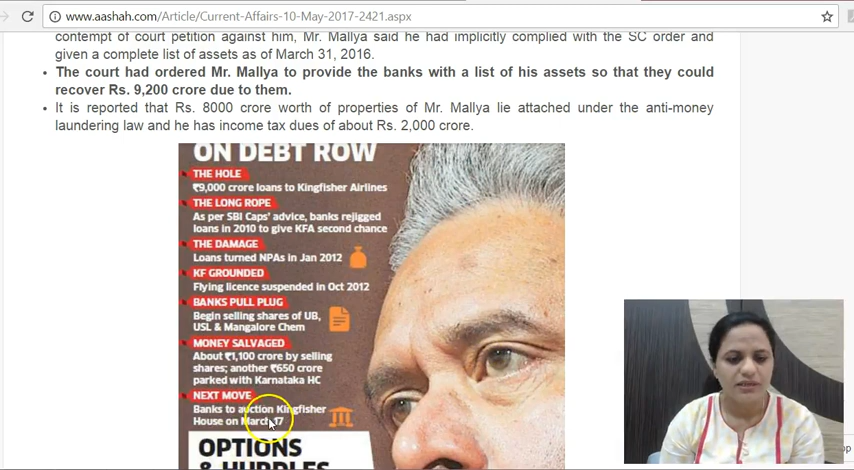 www.aashah.com/Article/Current-Affairs-10-May-2017-2421.aspx
contempt of court petition against him, Mr. Mallya said he had implicitly complied with the SC order and
given a complete list of assets as of March 31, 2016.
The court had ordered Mr. Mallya to provide the banks with a list of his assets so that they could
recover Rs. 9,200 crore due to them.
It is reported that Rs. 8000 crore worth of properties of Mr. Mallya lie attached under the anti-money
laundering law and he has income tax dues of about Rs. 2,000 crore.
ON DEBT ROW
THE HOLE
₹9,000 crore loans to Kingfisher Airlines
THE LONG ROPE
As per SBI Caps' advice, banks rejigged
loans in 2010 to give KFA second chance
THE DAMAGE
Loans turned NPAs in Jan 2012
KF GROUNDED
Flying licence suspended in Oct 2012
BANKS PULL PLUG
Begin selling shares of UB,
USL & Mangalore Chem
MONEY SALVAGED
About ₹1,100 crore by selling
shares; another ₹650 crore
parked with Karnataka HC
NEXT MOVE
Banks to auction Kingfisher
House on March 17
OPTIONS
& HURDLES